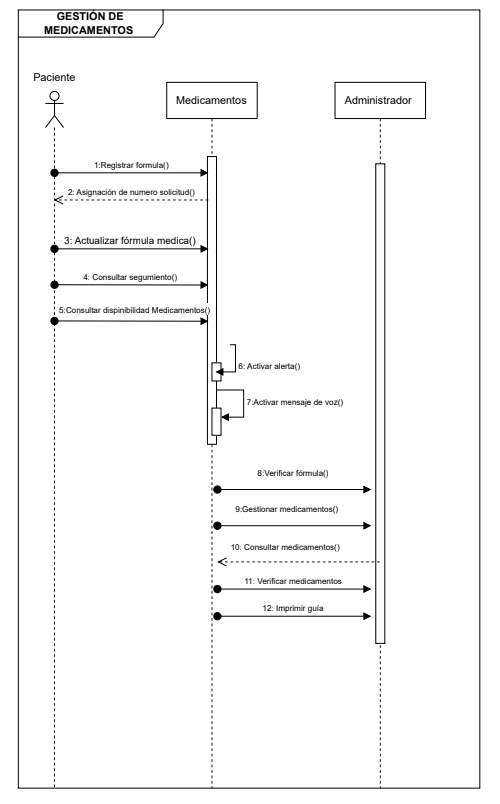 GESTIÓN DE
MEDICAMENTOS
Paciente
Medicamentos
Administrador
1:Registrar formula()
2: Asignación de numero solicitud()
3: Actualizar fórmula medica()
4: Consultar segumiento()
5:Consultar dispinibilidad Medicamentos()
6: Activar alerta()
7:Activar mensaje de voz()
8:Verificar fórmula()
9:Gestionar medicamentos()
10: Consultar medicamentos()
11: Verificar medicamentos
12: Imprimir guía